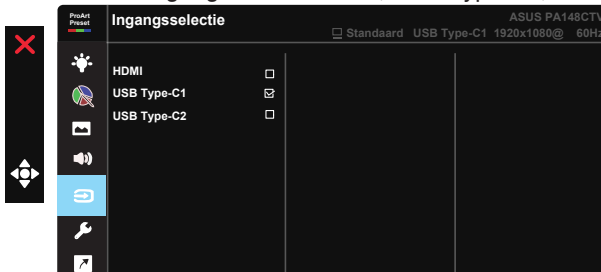 ProArt
Preset
Ingangsselectie
ASUS PA148CTV
Standaard USB Type-C1 1920x1080@ 60Hz
HDMI
USB Type-C1
USB Type-C2